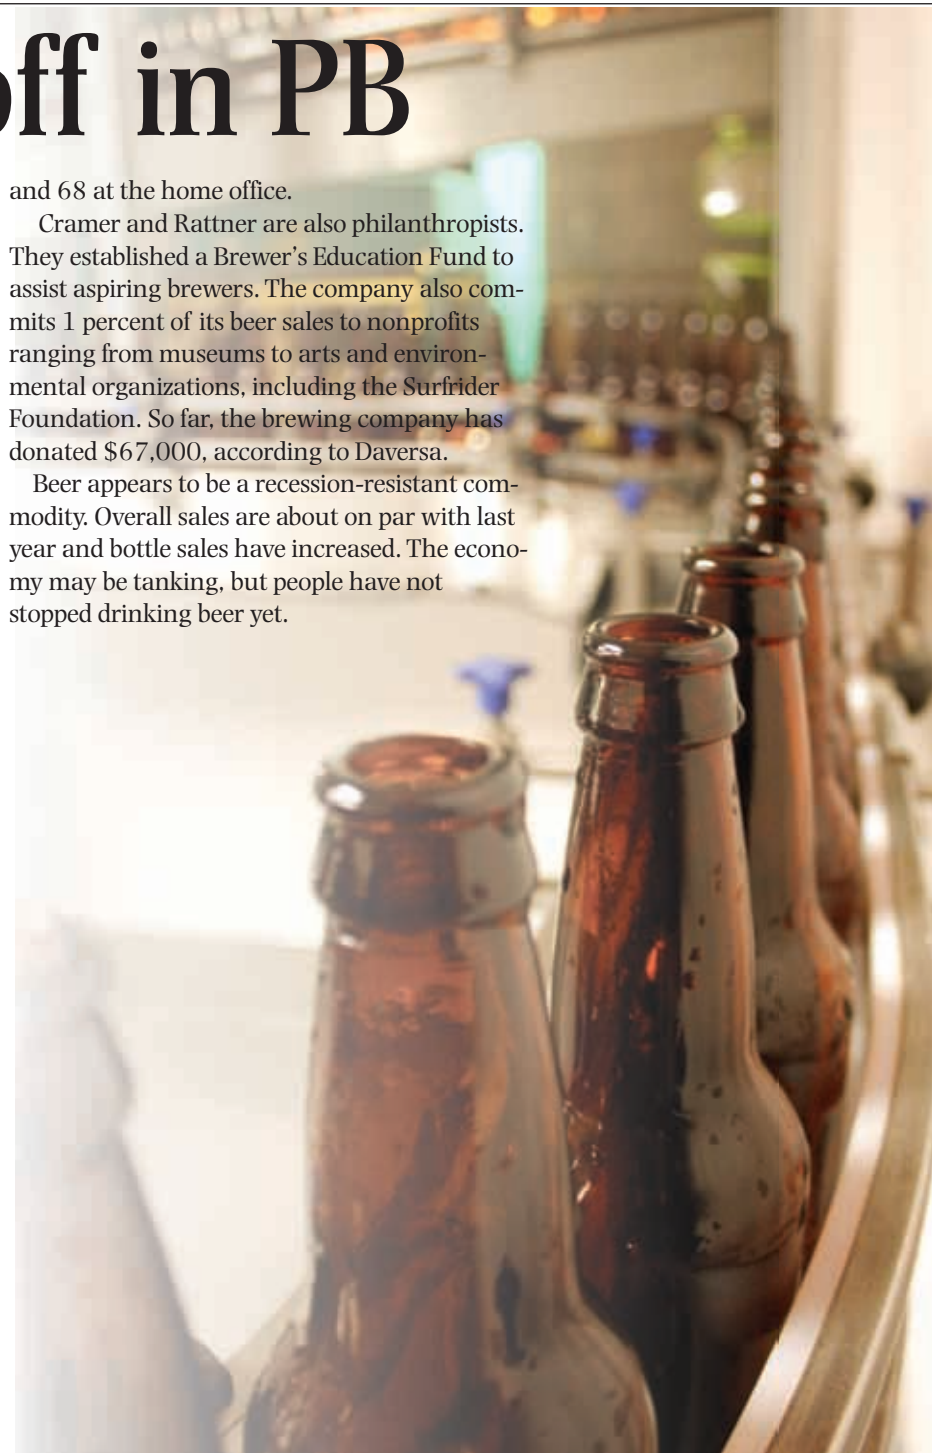 off in PB
and 68 at the home office.
Cramer and Rattner are also philanthropists.
They established a Brewer’s Education Fund to
assist aspiring brewers. The company also com-
mits 1 percent of its beer sales to nonprofits
ranging from museums to arts and environ-
mental organizations, including the Surfrider
Foundation. So far, the brewing company has
donated $67,000, according to Daversa.
Beer appears to be a recession-resistant com-
modity. Overall sales are about on par with last
year and bottle sales have increased. The econo-
my may be tanking, but people have not
stopped drinking beer yet.